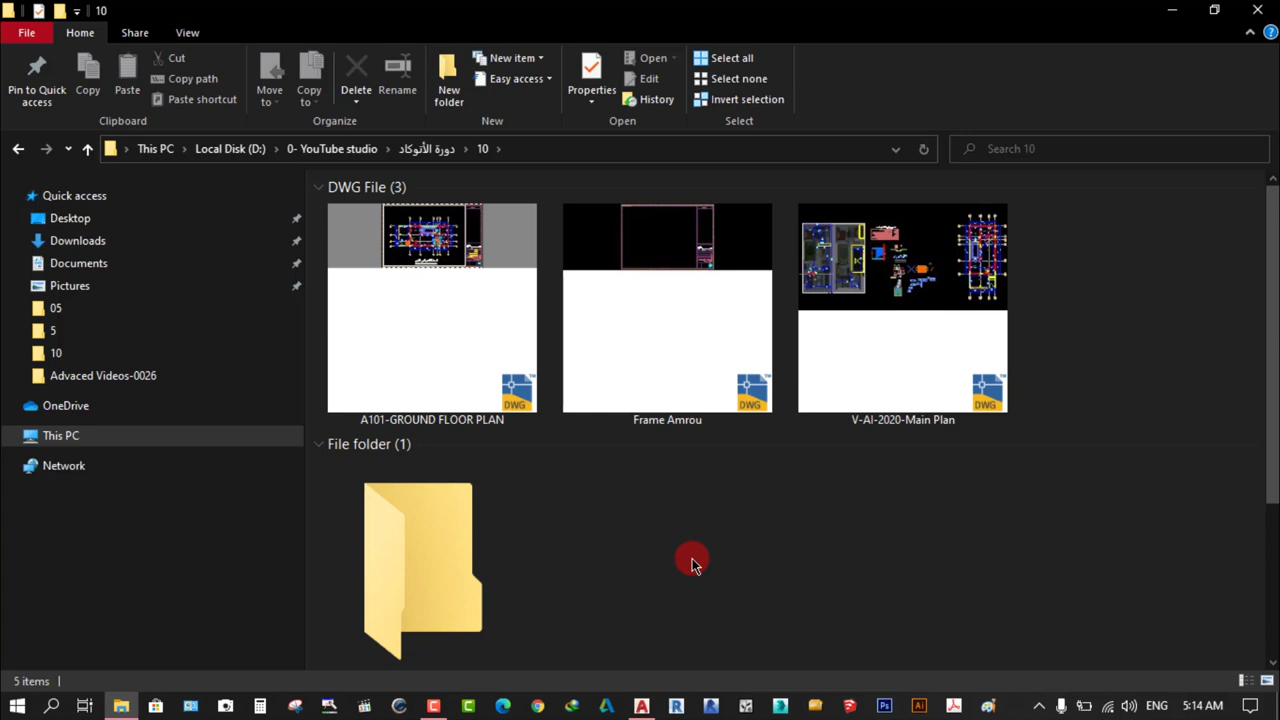 10
File
Home
Share
View
Pin to Quick access
Copy
Paste
Cut
Copy path
Paste shortcut
Clipboard
Move to
Copy to
Delete
Rename
Organize
New folder
New item
Easy access
New
Properties
Open
Edit
History
Open
Select all
Select none
Invert selection
Select
This PC
Local Disk (D:)
0- YouTube studio
دورة الأتوكاد
10
Search 10
Quick access
Desktop
Downloads
Documents
Pictures
05
5
10
Advaced Videos-0026
OneDrive
This PC
Network
DWG File (3)
DWG
DWG
DWG
A101-GROUND FLOOR PLAN
Frame Amrou
V-AI-2020-Main Plan
File folder (1)
5 items
ENG
5:14 AM